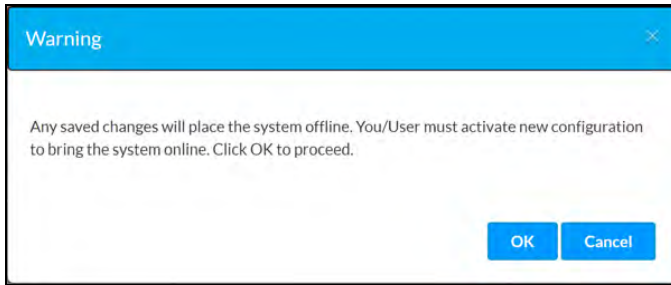 Warning
Any saved changes will place the system offline. You/User must activate new configuration
to bring the system online. Click OK to proceed.
OK Cancel